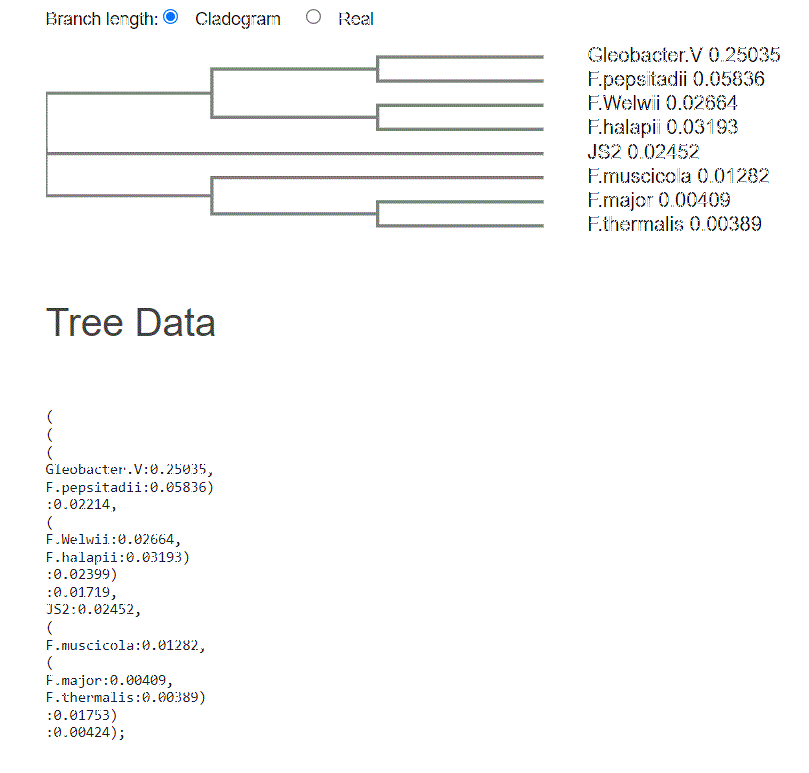 Branch length: Cladogram Real
Gleobacter.V 0.25035
F.pepsitadii 0.05836
F.Welwii 0.02664
F.halapii 0.03193
JS2 0.02452
F.muscicola 0.01282
F.major 0.00409
F.thermalis 0.00389
Tree Data
(
(
(
Gleobacter.V:0.25035,
F.pepsitadii:0.05836)
:0.02214,
(
F.Welwii:0.02664,
F.halapii:0.03193)
:0.02399)
:0.01719,
JS2:0.02452,
(
F.muscicola:0.01282,
(
F.major:0.00409,
F.thermalis:0.00389)
:0.01753)
:0.00424);